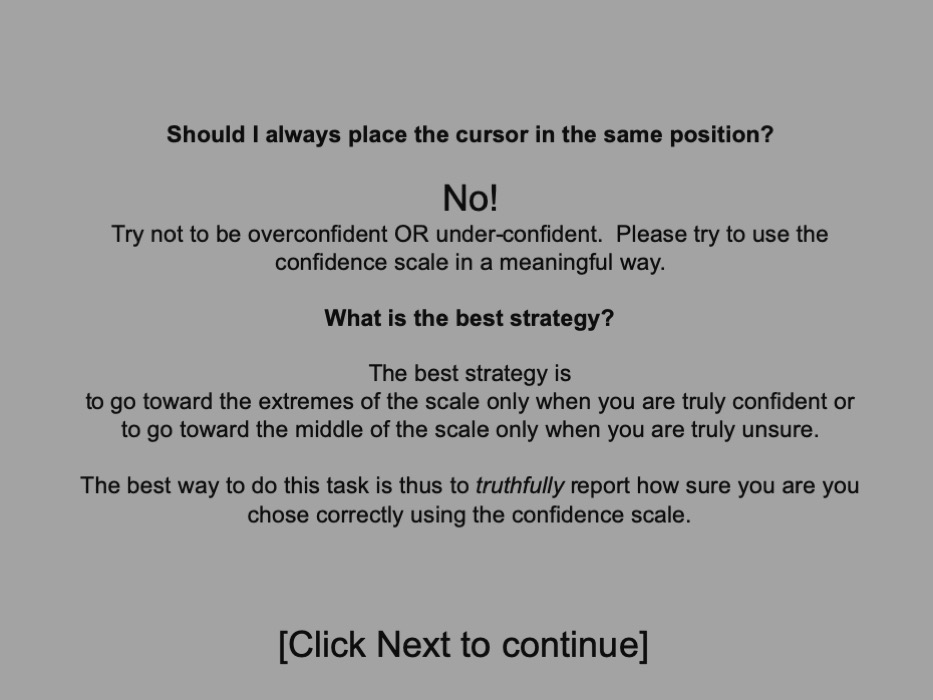 Should I always place the cursor in the same position?
No!
Try not to be overconfident OR under-confident.  Please try to use the
confidence scale in a meaningful way.
What is the best strategy?
The best strategy is
to go toward the extremes of the scale only when you are truly confident or
to go toward the middle of the scale only when you are truly unsure.
The best way to do this task is thus to truthfully report how sure you are you
chose correctly using the confidence scale.
[Click Next to continue]